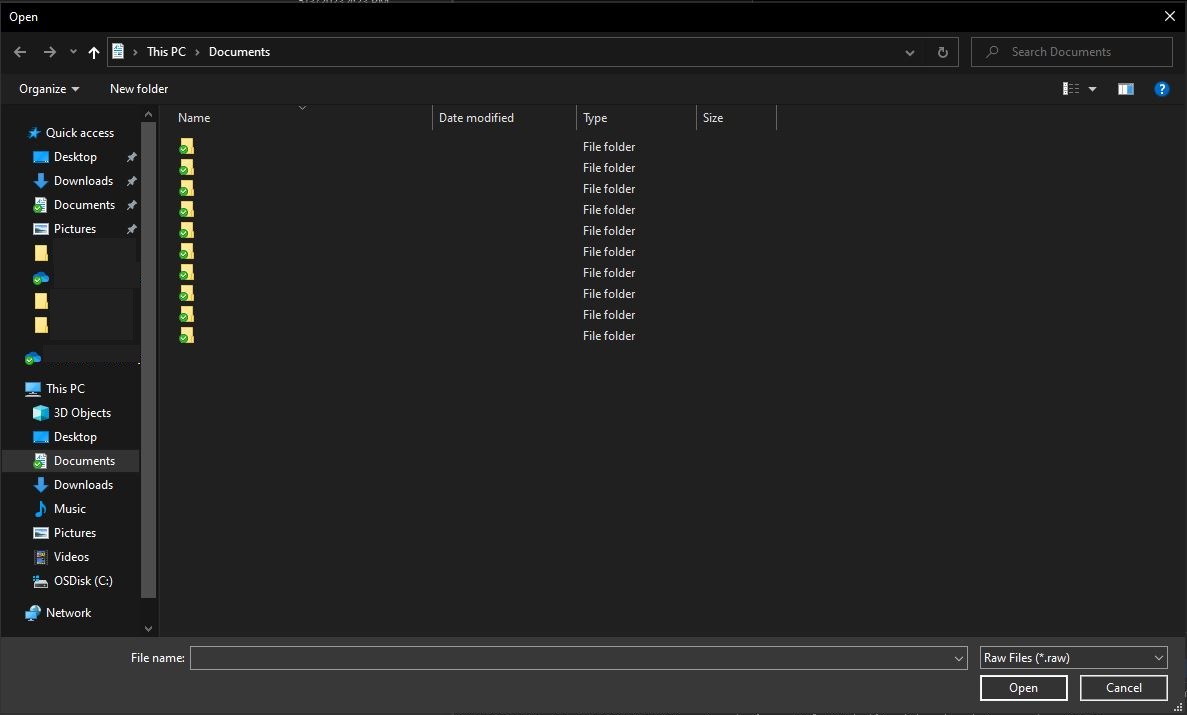 Open
This PC > Documents
Search Documents
Organize
New folder
?
Name
Date modified
Type
Size
Quick access
Desktop
Downloads
Documents
Pictures
This PC
3D Objects
Desktop
Documents
Downloads
Music
Pictures
Videos
OSDisk (C:)
Network
File folder
File folder
File folder
File folder
File folder
File folder
File folder
File folder
File folder
File folder
File name:
Raw Files (*.raw)
Open
Cancel